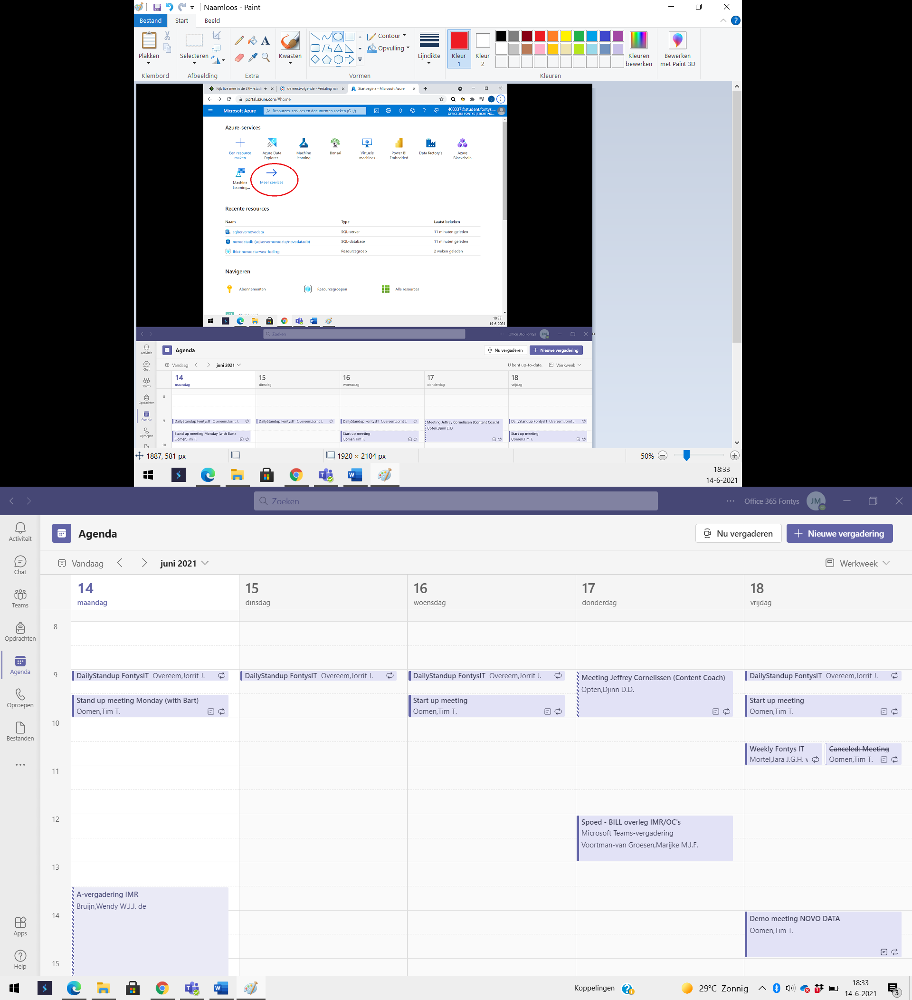 Naamloos - Paint
Bestand Start Beeld
Plakken Selecteren Kwasten Contour Opvulling Lijndikte Kleur 1 Kleur 2 Kleuren bewerken Bewerken met Paint 3D
Klembord Afbeelding Extra Vormen Kleuren
Kijk live mee in de 3FM-stud de eerstvolgende - Vertaling naa Startpagina - Microsoft Azure
portal.azure.com/#home
Microsoft Azure Resources, services en documenten zoeken (G+/) 408337@student.fontys....
OFFICE 365 FONTYS (STICHTING...
Azure-services
Een resource maken
Azure Data Explorer-...
Machine learning
Bonsai
Virtuele machines...
Power BI Embedded
Data factory's
Azure Blockchain...
Machine Learning...
Meer services
Recente resources
Naam Type Laatst bekeken
sqlservernovodata SQL-server 11 minuten geleden
novodatadb (sqlservernovodata/novodatadb) SQL-database 11 minuten geleden
fhict-novodata-weu-fodi-rg Resourcegroep 2 weken geleden
Navigeren
Abonnementen Resourcegroepen Alle resources
Dashboard
18:33
14-6-2021
Zoeken Office 365 Fontys JM
Activiteit
Chat
Teams
Opdrachten
Agenda
Oproepen
Agenda Nu vergaderen Nieuwe vergadering
Vandaag juni 2021 U bent up-to-date. Werkweek
14 15 16 17 18
maandag dinsdag woensdag donderdag vrijdag
8
9
DailyStandup FontysIT Overeem,Jorrit J.
DailyStandup FontysIT Overeem,Jorrit J.
DailyStandup FontysIT Overeem,Jorrit J.
Meeting Jeffrey Cornelissen (Content Coach)
Opten,Djinn D.D.
DailyStandup FontysIT Overeem,Jorrit J.
Stand up meeting Monday (with Bart)
Oomen,Tim T.
Start up meeting
Oomen,Tim T.
Start up meeting
Oomen,Tim T.
10
1887, 581 px 1920 × 2104 px 50%
18:33
14-6-2021
Zoeken Office 365 Fontys JM
Activiteit
Chat
Teams
Opdrachten
Agenda
Oproepen
Bestanden
Apps
Help
Agenda Nu vergaderen Nieuwe vergadering
Vandaag juni 2021 Werkweek
14 15 16 17 18
maandag dinsdag woensdag donderdag vrijdag
8
9
DailyStandup FontysIT Overeem,Jorrit J.
DailyStandup FontysIT Overeem,Jorrit J.
DailyStandup FontysIT Overeem,Jorrit J.
Meeting Jeffrey Cornelissen (Content Coach)
Opten,Djinn D.D.
DailyStandup FontysIT Overeem,Jorrit J.
Stand up meeting Monday (with Bart)
Oomen,Tim T.
Start up meeting
Oomen,Tim T.
Start up meeting
Oomen,Tim T.
10
Weekly Fontys IT
Mortel,Jara J.G.H. v
Canceled: Meeting
Oomen,Tim T.
11
12
Spoed - BILL overleg IMR/OC's
Microsoft Teams-vergadering
Voortman-van Groesen,Marijke M.J.F.
13
A-vergadering IMR
Bruijn,Wendy W.J.J. de
14
Demo meeting NOVO DATA
Oomen,Tim T.
15
Koppelingen 29°C Zonnig 18:33
14-6-2021
3